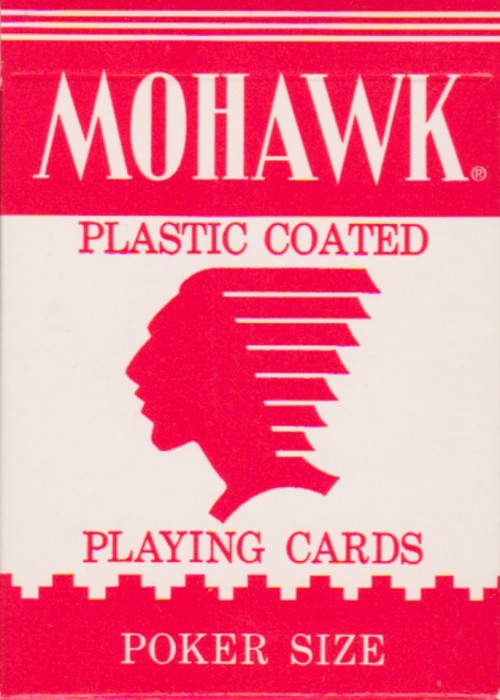 MOHAWK®
PLASTIC COATED
PLAYING CARDS
POKER SIZE